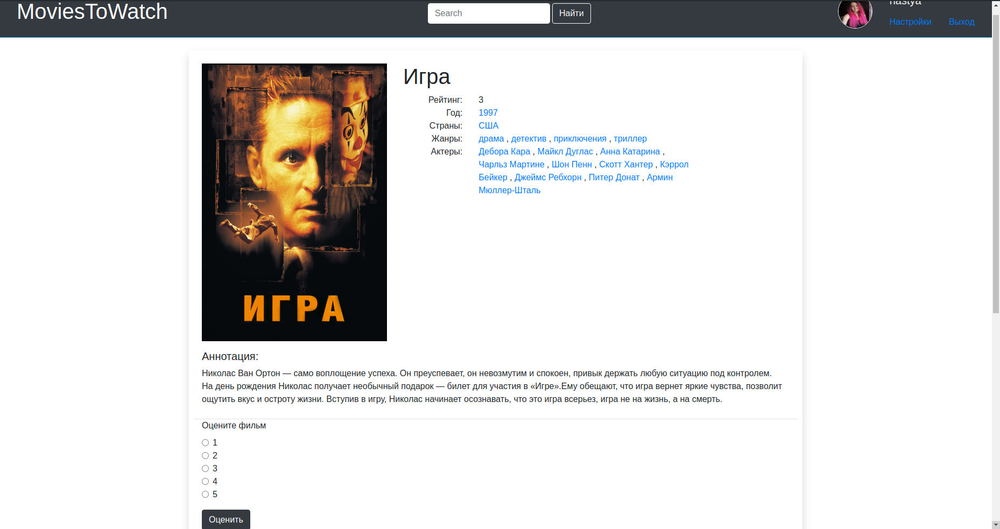 MoviesToWatch
Search
Найти
nastya
Настройки
Выход
Игра
Рейтинг: 3
Год: 1997
Страны: США
Жанры: драма , детектив , приключения , триллер
Актеры: Дебора Кара , Майкл Дуглас , Анна Катарина ,
Чарльз Мартине , Шон Пенн , Скотт Хантер , Кэррол
Бейкер , Джеймс Ребхорн , Питер Донат , Армин
Мюллер-Шталь
ИГРА
Аннотация:
Николас Ван Ортон — само воплощение успеха. Он преуспевает, он невозмутим и спокоен, привык держать любую ситуацию под контролем.
На день рождения Николас получает необычный подарок — билет для участия в «Игре».Ему обещают, что игра вернет яркие чувства, позволит
ощутить вкус и остроту жизни. Вступив в игру, Николас начинает осознавать, что это игра всерьез, игра не на жизнь, а на смерть.
Оцените фильм
1
2
3
4
5
Оценить